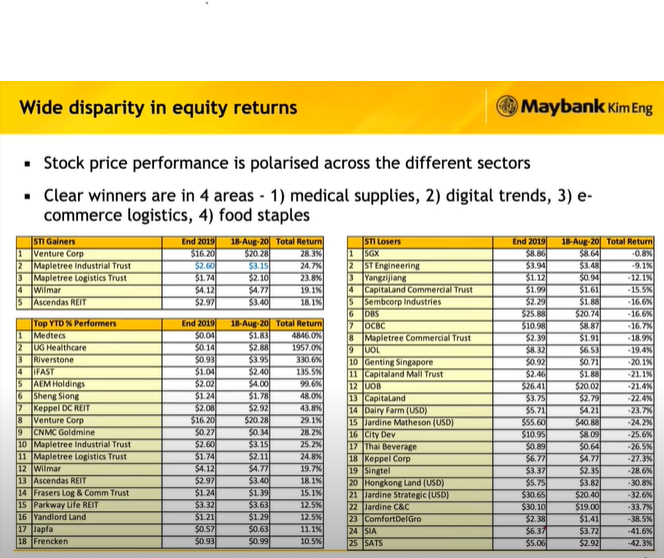 Wide disparity in equity returns
Maybank Kim Eng
▪ Stock price performance is polarised across the different sectors
▪ Clear winners are in 4 areas - 1) medical supplies, 2) digital trends, 3) e-
commerce logistics, 4) food staples
STI Gainers End 2019 18-Aug-20 Total Return
1 Venture Corp $16.20 $20.28 28.3%
2 Mapletree Industrial Trust $2.60 $3.15 24.7%
3 Mapletree Logistics Trust $1.74 $2.10 23.8%
4 Wilmar $4.12 $4.77 19.1%
5 Ascendas REIT $2.97 $3.40 18.1%
Top YTD % Performers End 2019 18-Aug-20 Total Return
1 Medtecs $0.04 $1.83 4846.0%
2 UG Healthcare $0.14 $2.88 1957.0%
3 Riverstone $0.93 $3.95 330.6%
4 iFAST $1.04 $2.40 135.5%
5 AEM Holdings $2.02 $4.00 99.6%
6 Sheng Siong $1.24 $1.78 48.0%
7 Keppel DC REIT $2.08 $2.92 43.8%
8 Venture Corp $16.20 $20.28 29.1%
9 CNMC Goldmine $0.27 $0.34 28.2%
10 Mapletree Industrial Trust $2.60 $3.15 25.2%
11 Mapletree Logistics Trust $1.74 $2.11 24.8%
12 Wilmar $4.12 $4.77 19.7%
13 Ascendas REIT $2.97 $3.40 18.1%
14 Frasers Log & Comm Trust $1.24 $1.39 15.1%
15 Parkway Life REIT $3.32 $3.63 12.5%
16 Yandlord Land $1.21 $1.29 12.5%
17 Japfa $0.57 $0.63 11.1%
18 Frencken $0.93 $0.99 10.5%
STI Losers End 2019 18-Aug-20 Total Return
1 SGX $8.86 $8.64 -0.8%
2 ST Engineering $3.94 $3.48 -9.1%
3 Yangzijiang $1.12 $0.94 -12.1%
4 CapitaLand Commercial Trust $1.99 $1.61 -15.5%
5 Sembcorp Industries $2.29 $1.88 -16.6%
6 DBS $25.88 $20.74 -16.6%
7 OCBC $10.98 $8.87 -16.7%
8 Mapletree Commercial Trust $2.39 $1.91 -18.9%
9 UOL $8.32 $6.53 -19.4%
10 Genting Singapore $0.92 $0.71 -20.1%
11 Capitaland Mall Trust $2.46 $1.88 -21.1%
12 UOB $26.41 $20.02 -21.4%
13 CapitaLand $3.75 $2.79 -22.4%
14 Dairy Farm (USD) $5.71 $4.21 -23.7%
15 Jardine Matheson (USD) $55.60 $40.88 -24.2%
16 City Dev $10.95 $8.09 -25.6%
17 Thai Beverage $0.89 $0.64 -26.5%
18 Keppel Corp $6.77 $4.77 -27.3%
19 Singtel $3.37 $2.35 -28.6%
20 Hongkong Land (USD) $5.75 $3.82 -30.8%
21 Jardine Strategic (USD) $30.65 $20.40 -32.6%
22 Jardine C&C $30.10 $19.00 -33.7%
23 ComfortDelGro $2.38 $1.41 -38.5%
24 SIA $6.37 $3.72 -41.6%
25 SATS $5.06 $2.92 -42.3%